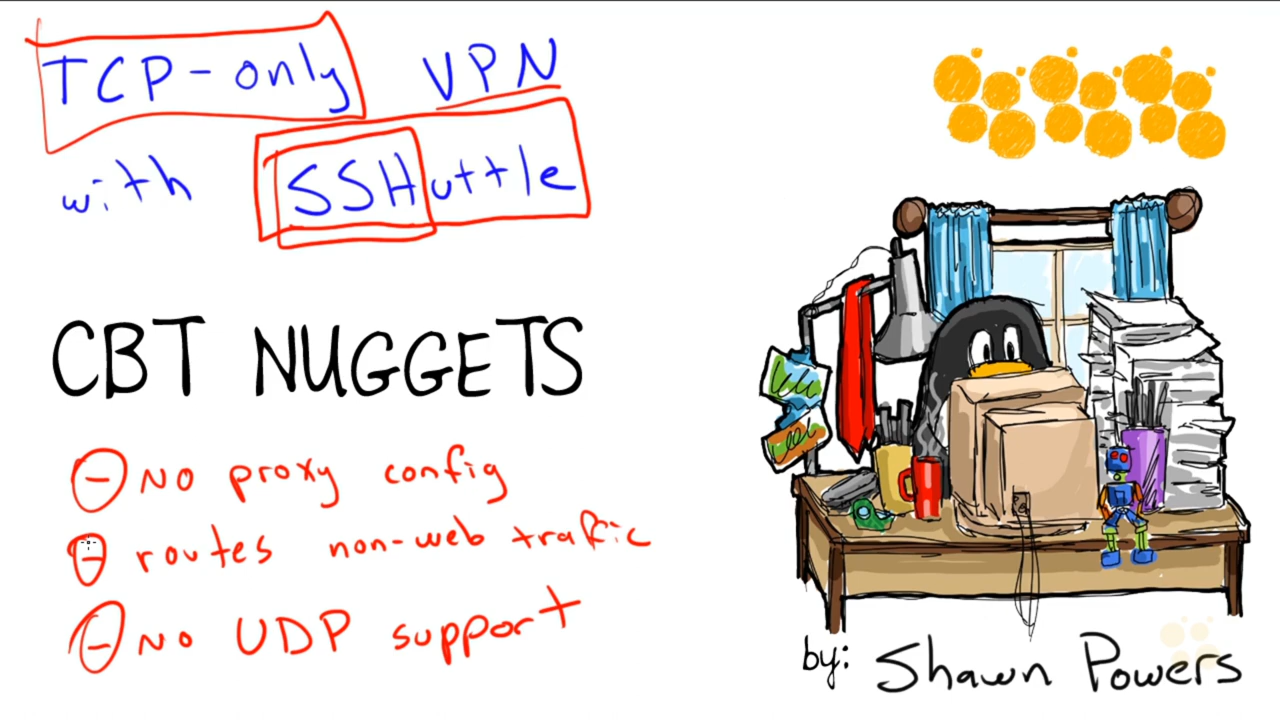 TCP-only VPN
with SSHuttle
CBT NUGGETS
- No proxy config
- routes non-web traffic
- No UDP support
by: Shawn Powers